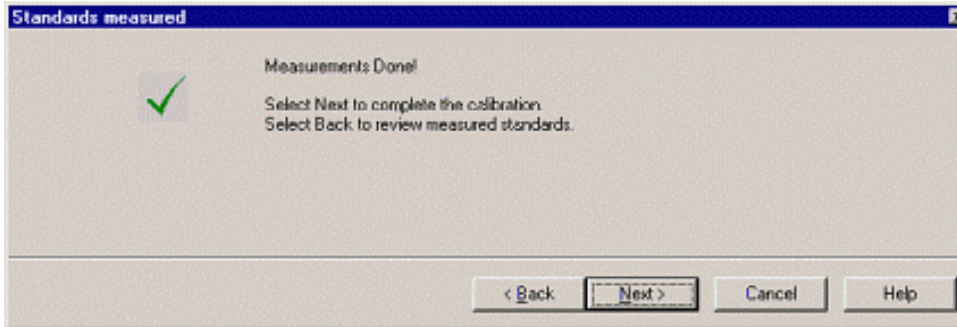 Standards measured
Measurements Done!
Select Next to complete the calibration.
Select Back to review measured standards.
< Back
Next >
Cancel
Help